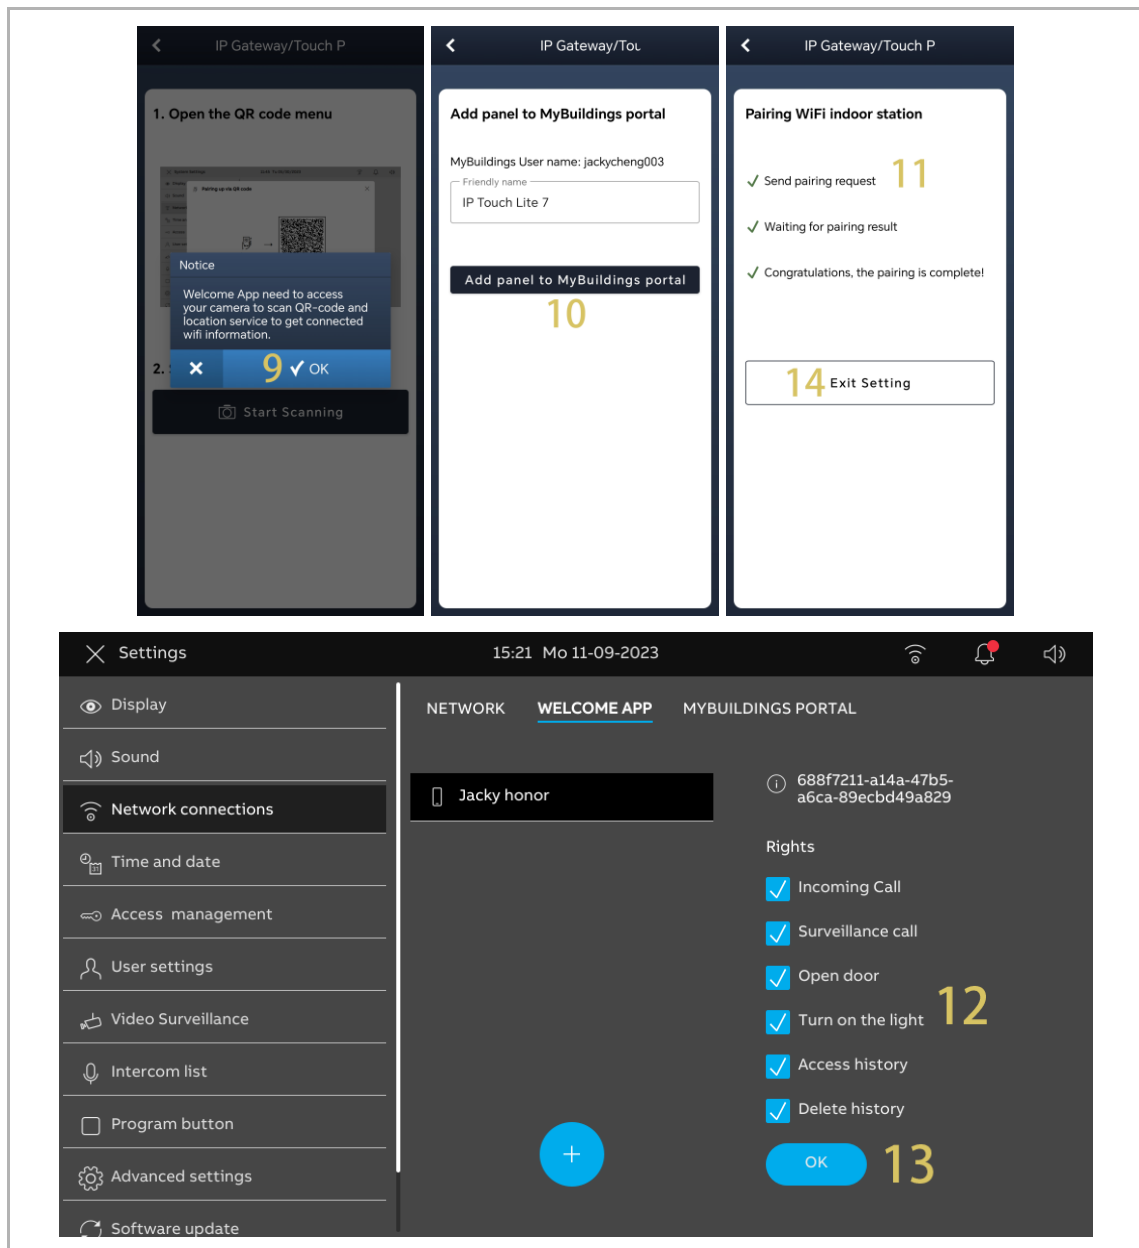 IP Gateway/Touch P
1. Open the QR code menu
Pairing up via QR code
Notice
Welcome App need to access
your camera to scan QR-code and
location service to get connected
wifi information.
9 OK
2.
Start Scanning
IP Gateway/Tou
Add panel to MyBuildings portal
MyBuildings User name: jackycheng003
Friendly name
IP Touch Lite 7
Add panel to MyBuildings portal
10
IP Gateway/Touch P
Pairing WiFi indoor station
11
Send pairing request
Waiting for pairing result
Congratulations, the pairing is complete!
14 Exit Setting
Settings
15:21 Mo 11-09-2023
Display
Sound
Network connections
Time and date
Access management
User settings
Video Surveillance
Intercom list
Program button
Advanced settings
Software update
NETWORK WELCOME APP MYBUILDINGS PORTAL
Jacky honor
+
688f7211-a14a-47b5-
a6ca-89ecbd49a829
Rights
Incoming Call
Surveillance call
Open door
Turn on the light
12
Access history
Delete history
OK 13